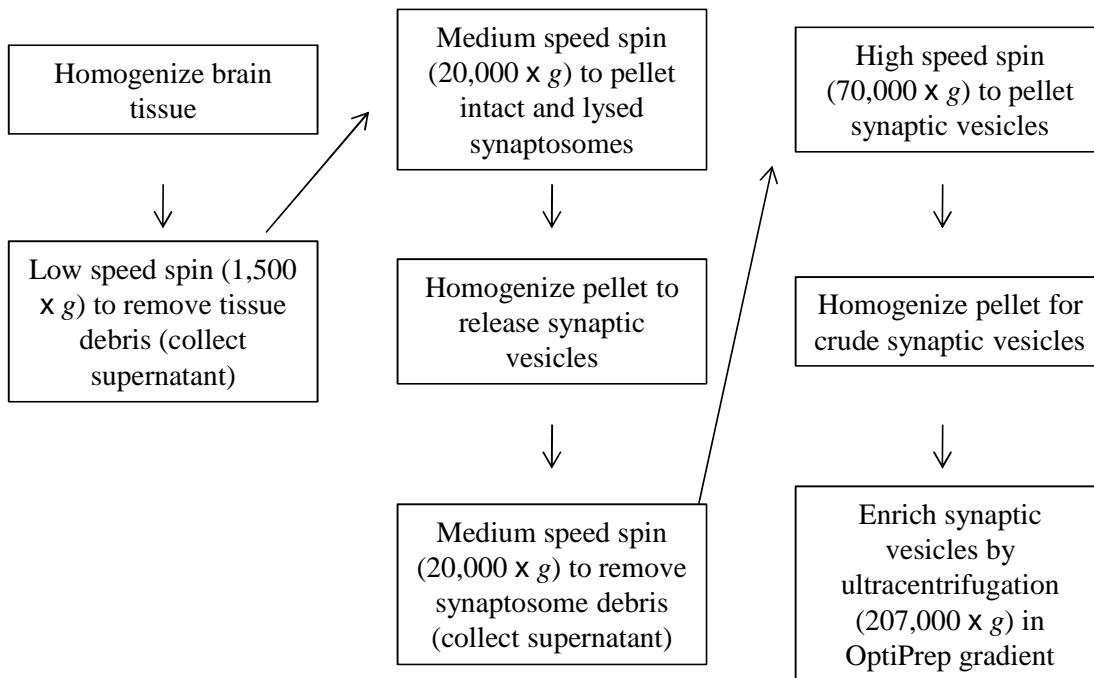 Homogenize brain
tissue
Low speed spin (1,500
x g) to remove tissue
debris (collect
supernatant)
Medium speed spin
(20,000 x g) to pellet
intact and lysed
synaptosomes
Homogenize pellet to
release synaptic
vesicles
Medium speed spin
(20,000 x g) to remove
synaptosome debris
(collect supernatant)
High speed spin
(70,000 x g) to pellet
synaptic vesicles
Homogenize pellet for
crude synaptic vesicles
Enrich synaptic
vesicles by
ultracentrifugation
(207,000 x g) in
OptiPrep gradient